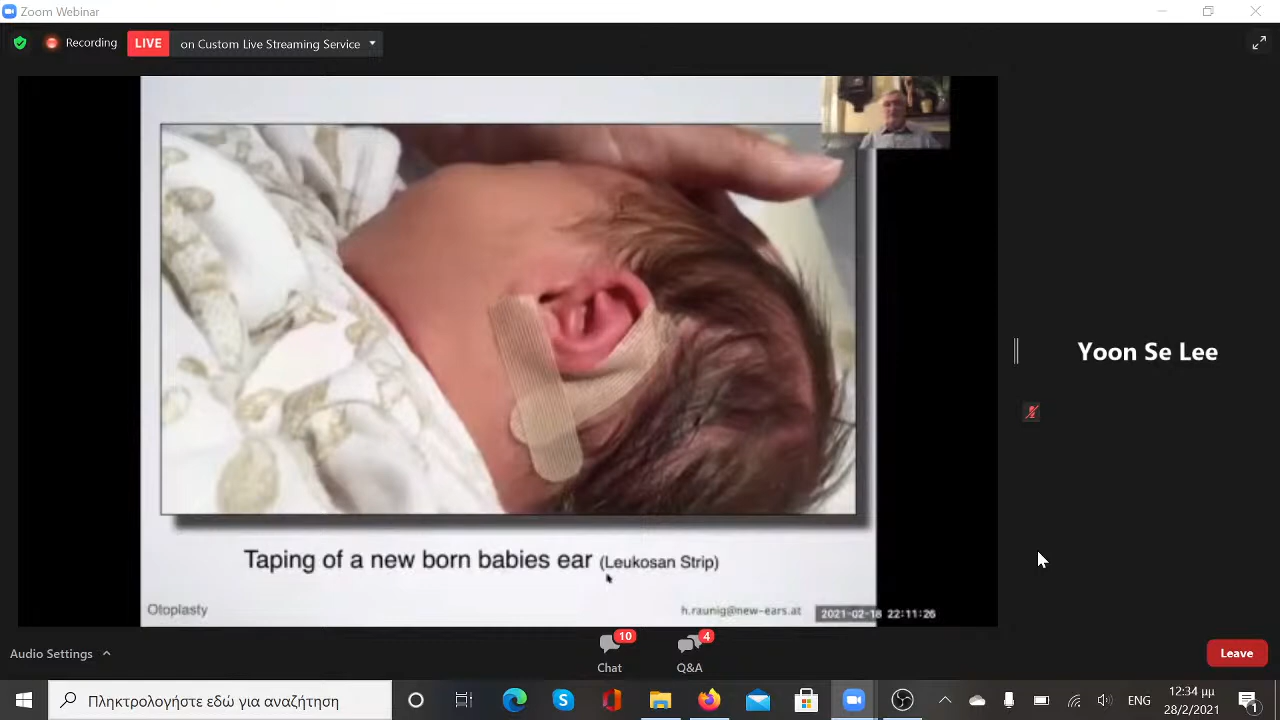 Zoom Webinar
Recording
LIVE
on Custom Live Streaming Service
Yoon Se Lee
Taping of a new born babies ear (Leukosan Strip)
Otoplasty
h.raunig@new-ears.at
2021-02-18 22:11:26
Audio Settings
10
Chat
4
Q&A
Leave
Πληκτρολογήστε εδώ για αναζήτηση
ENG
12:34 μμ
28/2/2021
1